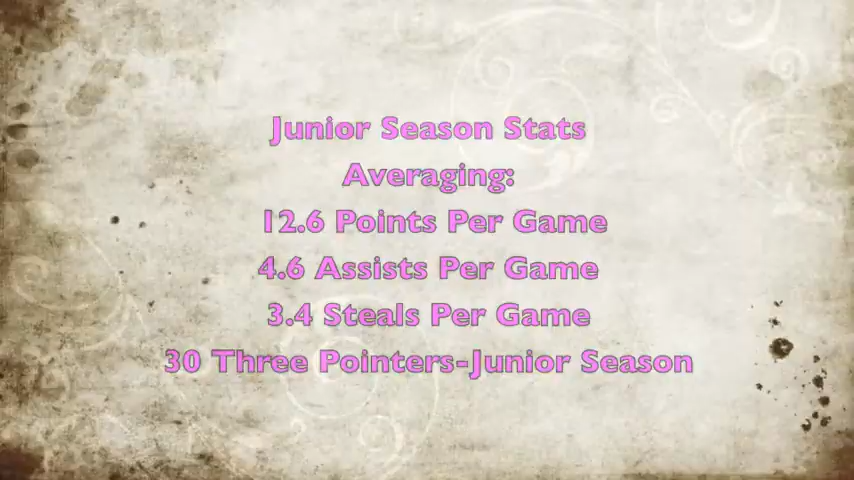 Junior Season Stats
Averaging:
12.6 Points Per Game
4.6 Assists Per Game
3.4 Steals Per Game
30 Three Pointers-Junior Season